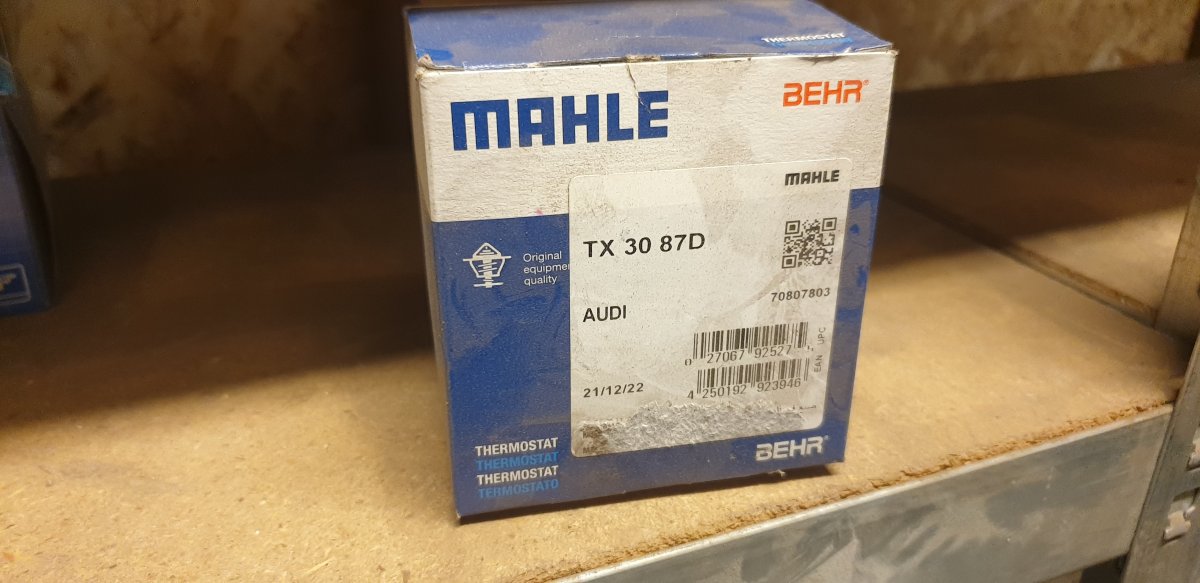 THERMOSTAT
MAHLE
BEHR®
MAHLE
TX 30 87D
Original
equipme
quality
70807803
AUDI
0 27067 92527
UPC
21/12/22
4 250192 923946
EAN
THERMOSTAT
THERMOSTAT
THERMOSTAT
TERMOSTATO
BEHR®